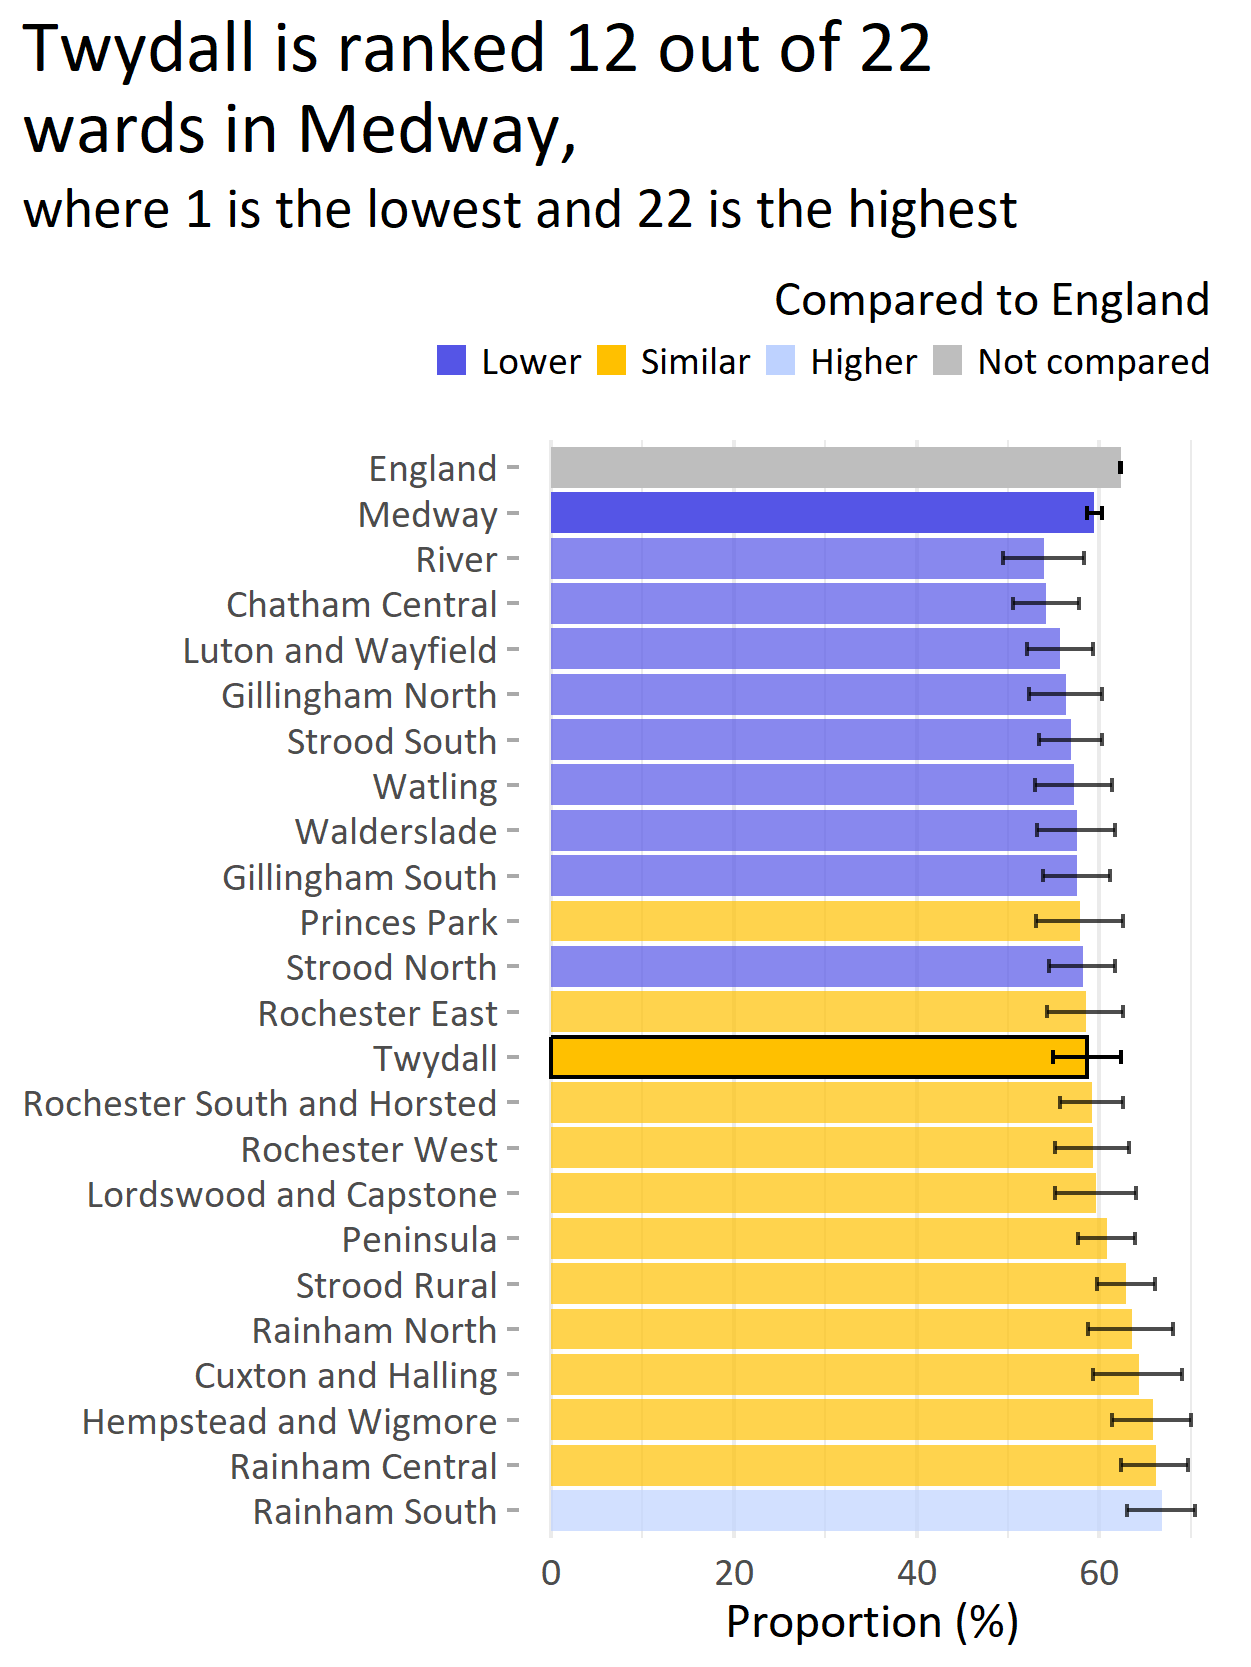 Twydall is ranked 12 out of 22
wards in Medway,
where 1 is the lowest and 22 is the highest
Compared to England
Lower Similar Higher Not compared
England
Medway
River
Chatham Central
Luton and Wayfield
Gillingham North
Strood South
Watling
Walderslade
Gillingham South
Princes Park
Strood North
Rochester East
Twydall
Rochester South and Horsted
Rochester West
Lordswood and Capstone
Peninsula
Strood Rural
Rainham North
Cuxton and Halling
Hempstead and Wigmore
Rainham Central
Rainham South
0 20 40 60
Proportion (%)